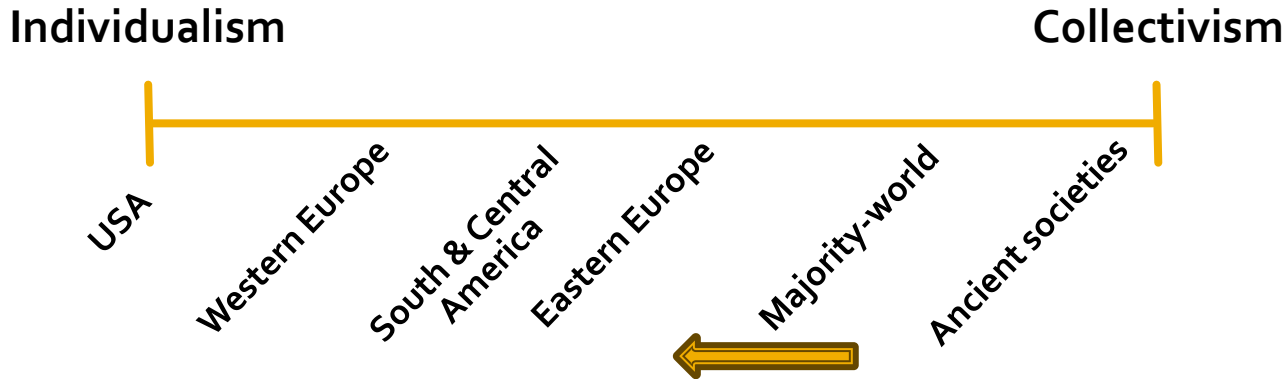 Individualism
Collectivism
USA
Western Europe
South & Central
America
Eastern Europe
Majority-world
Ancient societies